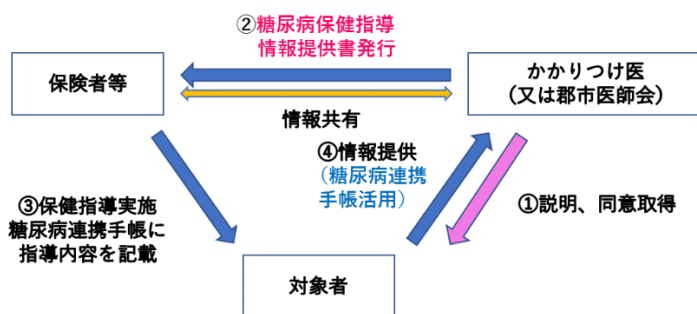 ②糖尿病保健指導
情報提供書発行
保険者等
かかりつけ医
(又は郡市医師会)
情報共有
④情報提供
(糖尿病連携
手帳活用)
③保健指導実施
糖尿病連携手帳に
指導内容を記載
①説明、同意取得
対象者